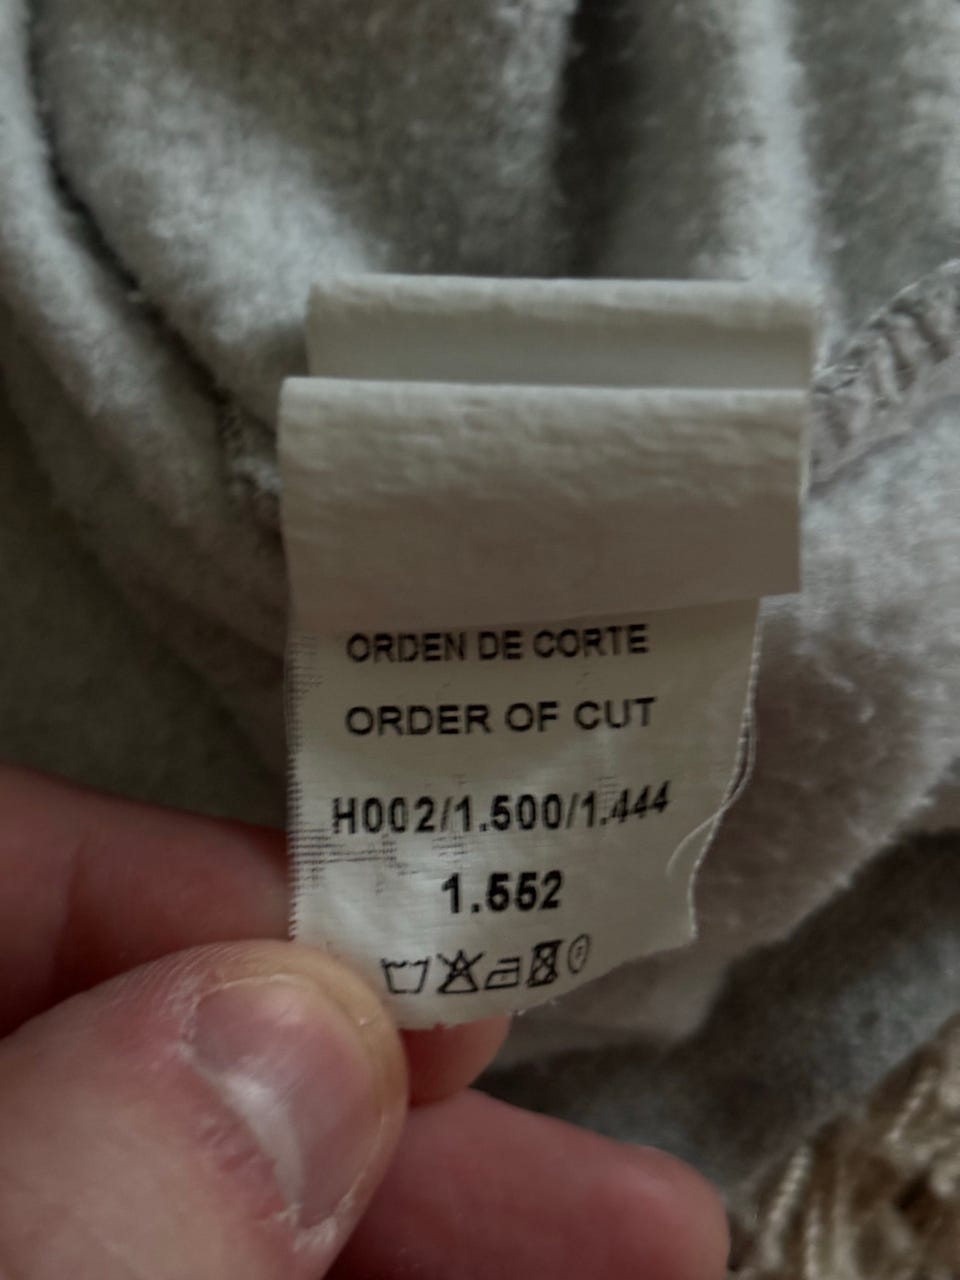 ORDEN DE CORTE
ORDER OF CUT
H002/1.500/1.444
1.552